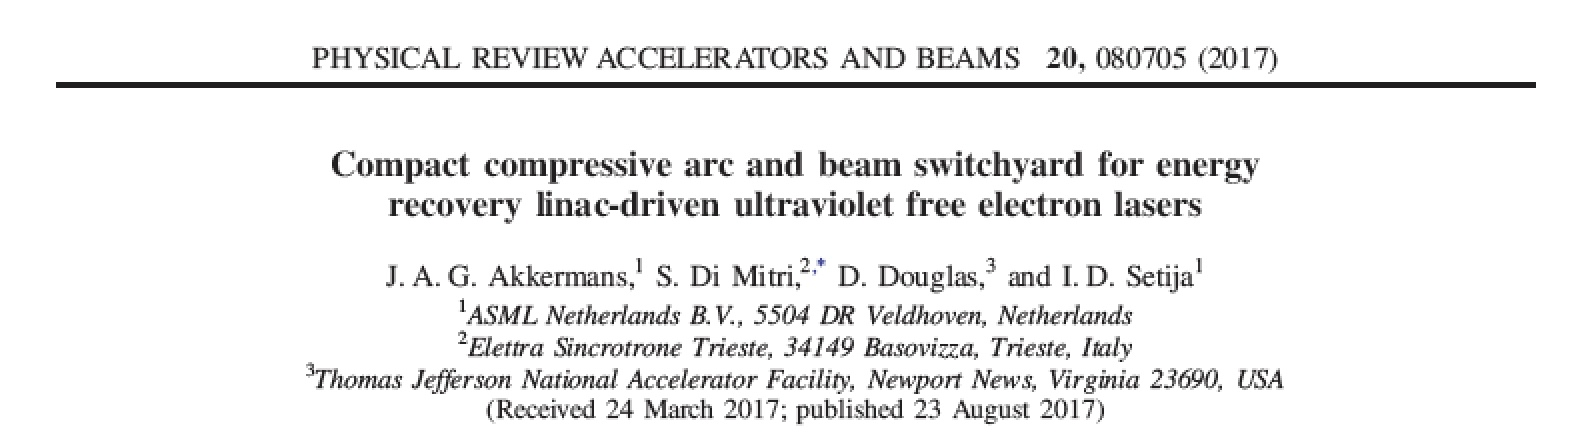 PHYSICAL REVIEW ACCELERATORS AND BEAMS 20, 080705 (2017)
Compact compressive arc and beam switchyard for energy
recovery linac-driven ultraviolet free electron lasers
J. A. G. Akkermans,1 S. Di Mitri,2,* D. Douglas,3 and I. D. Setija1
1ASML Netherlands B.V., 5504 DR Veldhoven, Netherlands
2Elettra Sincrotrone Trieste, 34149 Basovizza, Trieste, Italy
3Thomas Jefferson National Accelerator Facility, Newport News, Virginia 23690, USA
(Received 24 March 2017; published 23 August 2017)